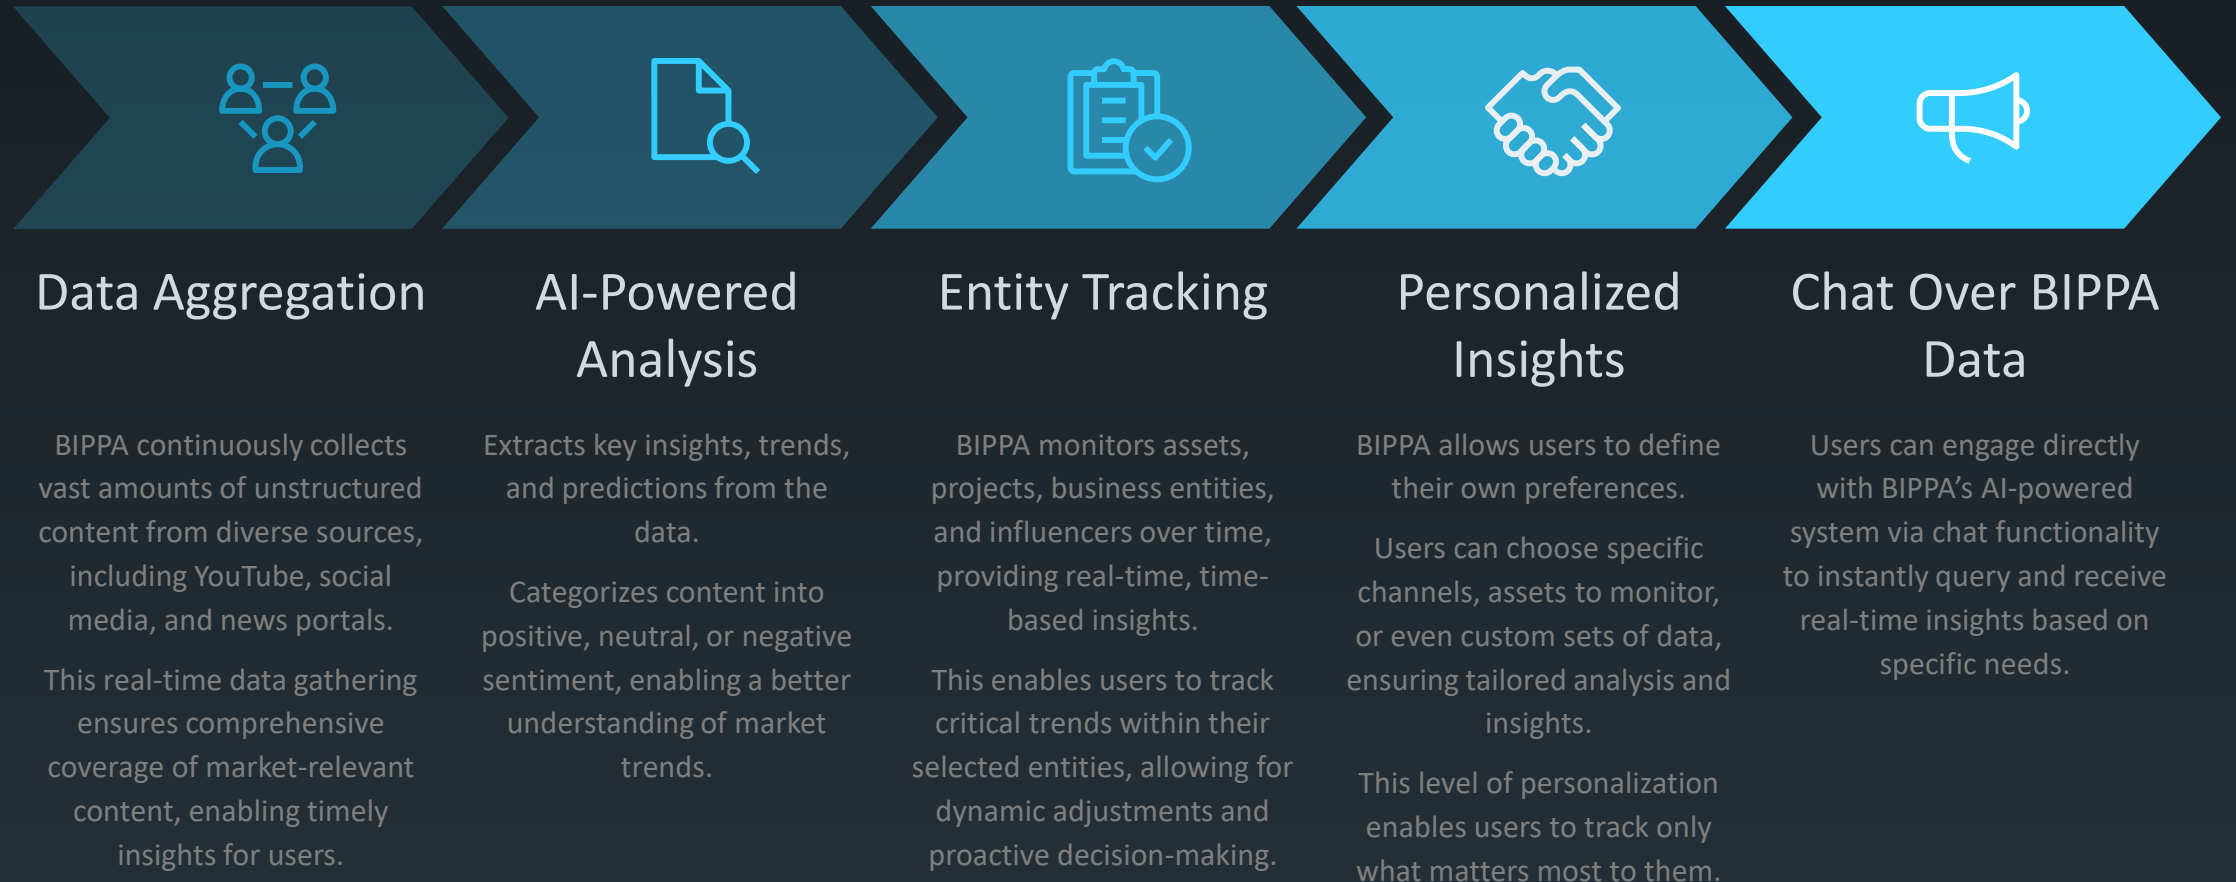 Data Aggregation
BIPPA continuously collects
vast amounts of unstructured
content from diverse sources,
including YouTube, social
media, and news portals.
This real-time data gathering
ensures comprehensive
coverage of market-relevant
content, enabling timely
insights for users.
AI-Powered
Analysis
Extracts key insights, trends,
and predictions from the
data.
Categorizes content into
positive, neutral, or negative
sentiment, enabling a better
understanding of market
trends.
Entity Tracking
BIPPA monitors assets,
projects, business entities,
and influencers over time,
providing real-time, time-
based insights.
This enables users to track
critical trends within their
selected entities, allowing for
dynamic adjustments and
proactive decision-making.
Personalized
Insights
BIPPA allows users to define
their own preferences.
Users can choose specific
channels, assets to monitor,
or even custom sets of data,
ensuring tailored analysis and
insights.
This level of personalization
enables users to track only
what matters most to them.
Chat Over BIPPA
Data
Users can engage directly
with BIPPA’s AI-powered
system via chat functionality
to instantly query and receive
real-time insights based on
specific needs.